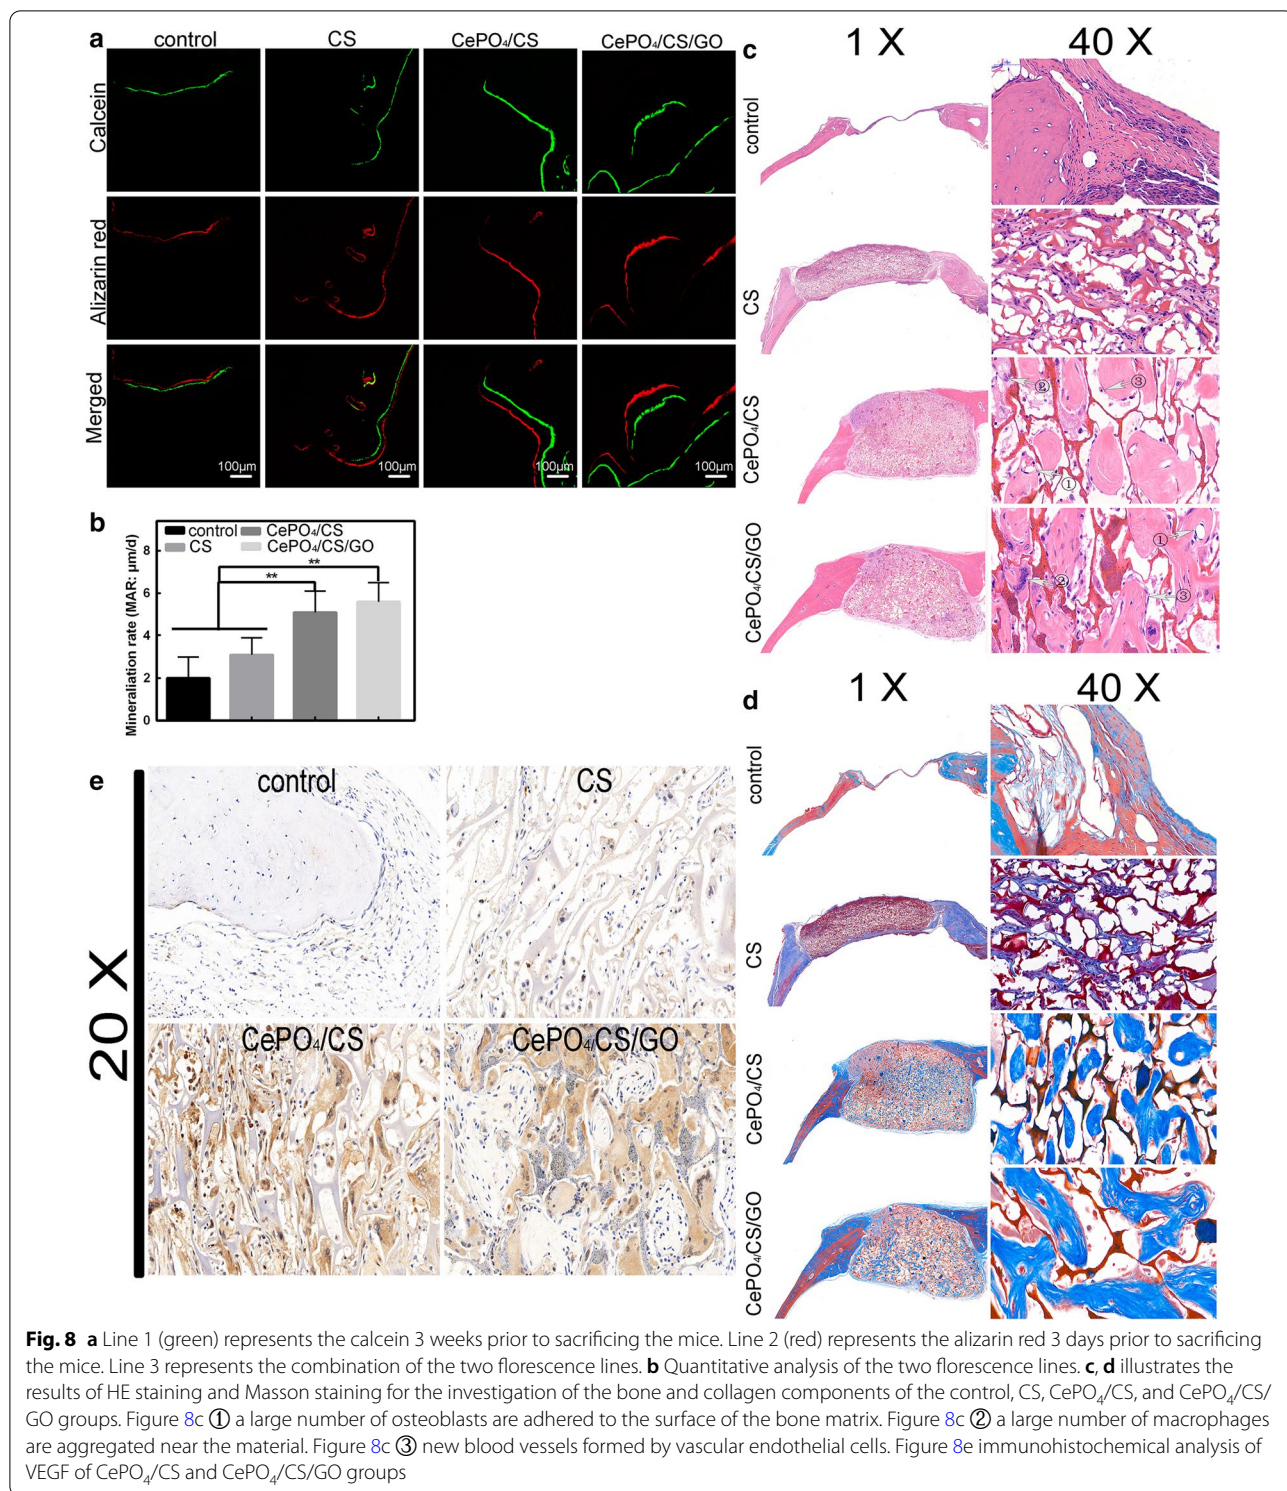 a
control
CS
CePO₄/CS
CePO₄/CS/GO
Calcein
Alizarin red
Merged
100μm
100μm
100μm
100μm
b
control
CePO₄/CS
CS
CePO₄/CS/GO
Mineraliation rate (MAR: μm/d)
8
6
4
2
0
**
**
c
1 X
40 X
control
CS
CePO₄/CS
②
③
①
CePO₄/CS/GO
①
②
③
d
1 X
40 X
control
CS
CePO₄/CS
CePO₄/CS/GO
e
20 X
control
CS
CePO₄/CS
CePO₄/CS/GO
Fig. 8 a Line 1 (green) represents the calcein 3 weeks prior to sacrificing the mice. Line 2 (red) represents the alizarin red 3 days prior to sacrificing
the mice. Line 3 represents the combination of the two florescence lines. b Quantitative analysis of the two florescence lines. c, d illustrates the
results of HE staining and Masson staining for the investigation of the bone and collagen components of the control, CS, CePO₄/CS, and CePO₄/CS/
GO groups. Figure 8c ① a large number of osteoblasts are adhered to the surface of the bone matrix. Figure 8c ② a large number of macrophages
are aggregated near the material. Figure 8c ③ new blood vessels formed by vascular endothelial cells. Figure 8e immunohistochemical analysis of
VEGF of CePO₄/CS and CePO₄/CS/GO groups